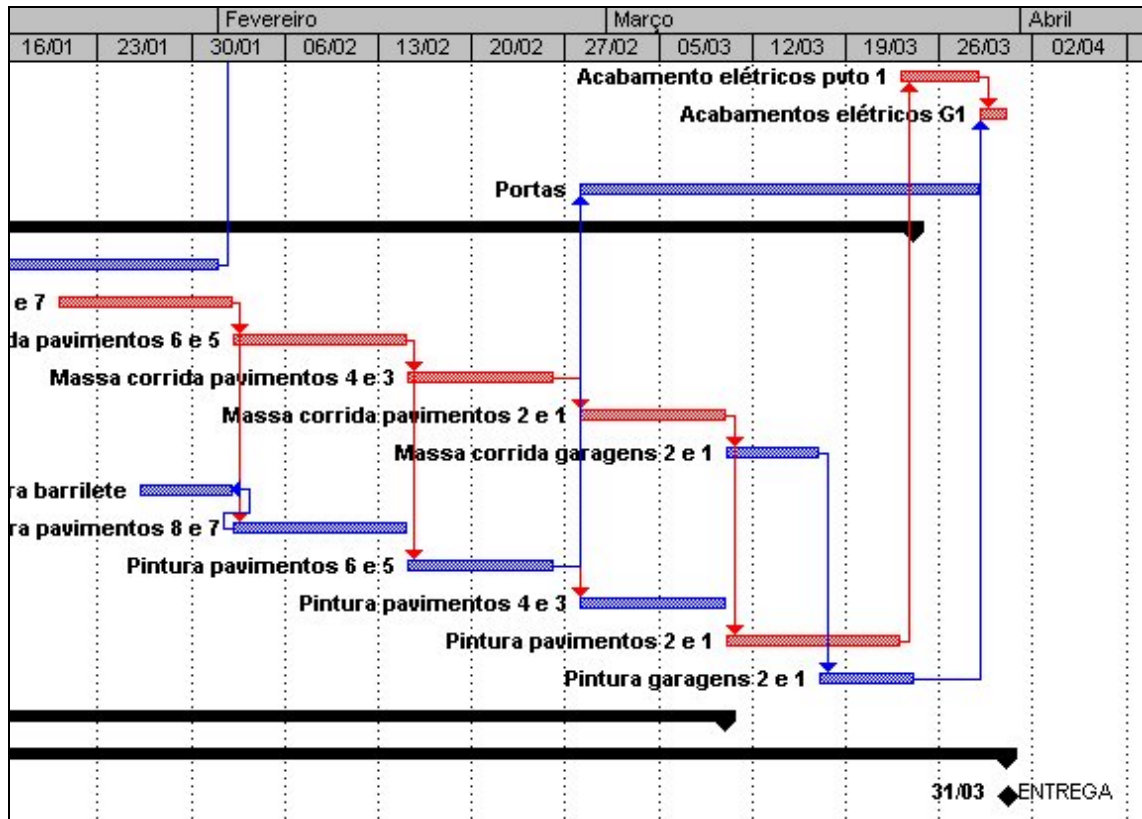 Fevereiro Março Abril
16/01 23/01 30/01 06/02 13/02 20/02 27/02 05/03 12/03 19/03 26/03 02/04
Acabamento elétricos pvto 1
Acabamentos elétricos G1
Portas
e 7
da pavimentos 6 e 5
Massa corrida pavimentos 4 e 3
Massa corrida pavimentos 2 e 1
Massa corrida garagens 2 e 1
ra barrilete
ra pavimentos 8 e 7
Pintura pavimentos 6 e 5
Pintura pavimentos 4 e 3
Pintura pavimentos 2 e 1
Pintura garagens 2 e 1
31/03 ENTREGA